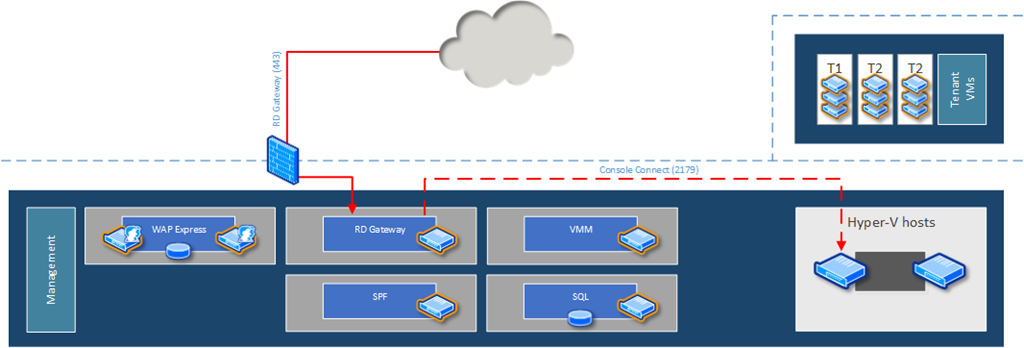 RD Gateway (443)
T1
T2
T2
Tenant
VMs
Console Connect (2179)
Management
WAP Express
RD Gateway
VMM
Hyper-V hosts
SPF
SQL